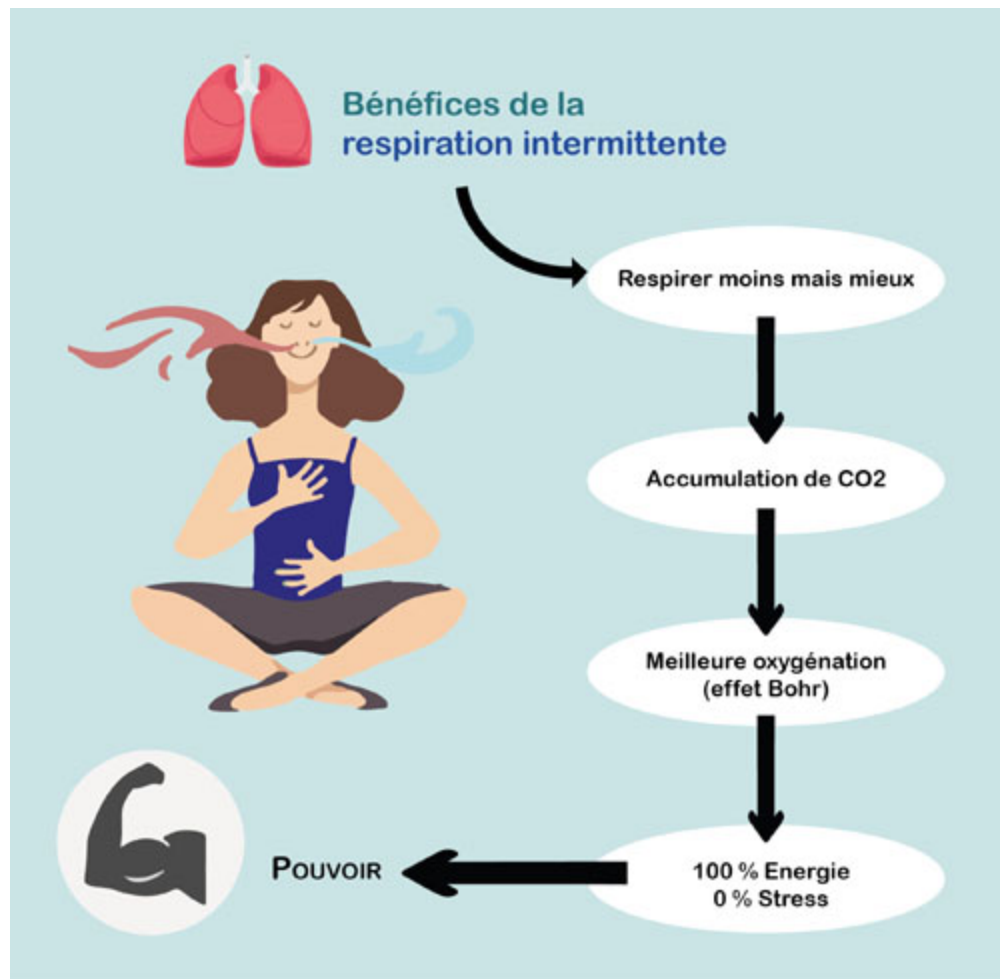 Bénéfices de la
respiration intermittente
Respirer moins mais mieux
Accumulation de CO2
Meilleure oxygénation
(effet Bohr)
100 % Energie
0 % Stress
POUVOIR